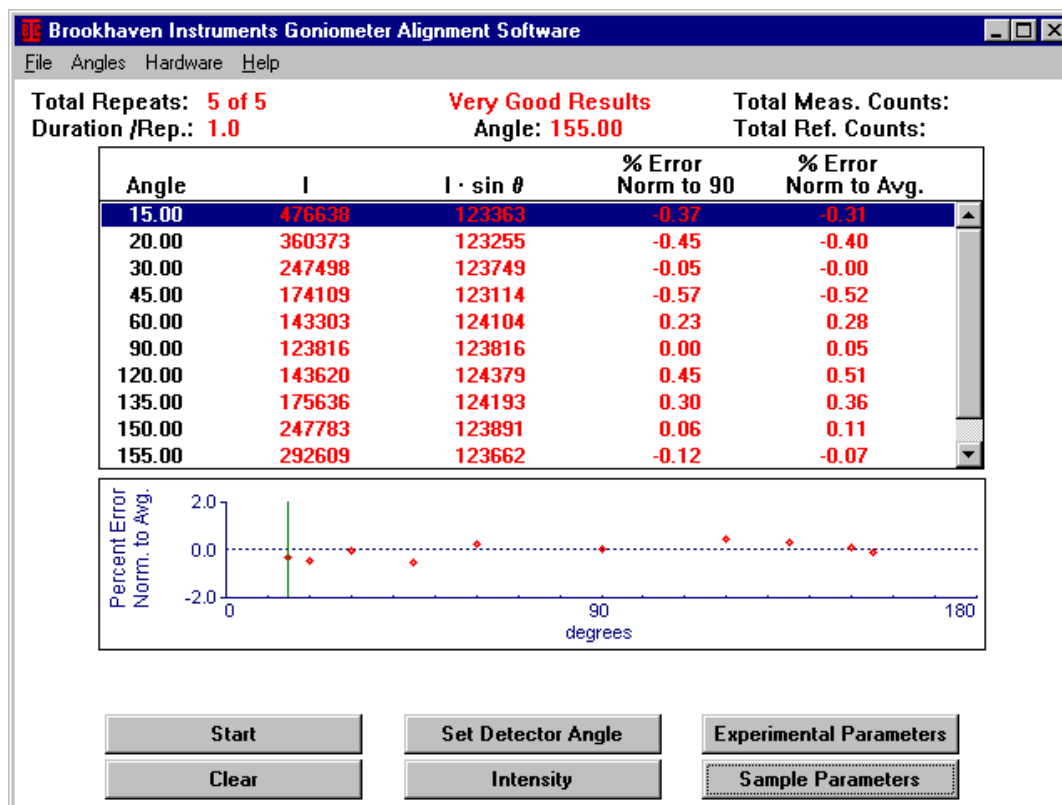 Brookhaven Instruments Goniometer Alignment Software
File Angles Hardware Help
Total Repeats: 5 of 5 Very Good Results Total Meas. Counts:
Duration /Rep.: 1.0 Angle: 155.00 Total Ref. Counts:
% Error % Error
Angle I I · sin θ Norm to 90 Norm to Avg.
15.00 476638 123363 -0.37 -0.31
20.00 360373 123255 -0.45 -0.40
30.00 247498 123749 -0.05 -0.00
45.00 174109 123114 -0.57 -0.52
60.00 143303 124104 0.23 0.28
90.00 123816 123816 0.00 0.05
120.00 143620 124379 0.45 0.51
135.00 175636 124193 0.30 0.36
150.00 247783 123891 0.06 0.11
155.00 292609 123662 -0.12 -0.07
Percent Error
Norm. to Avg.
2.0
0.0
-2.0
0 90 180
degrees
Start Set Detector Angle Experimental Parameters
Clear Intensity Sample Parameters